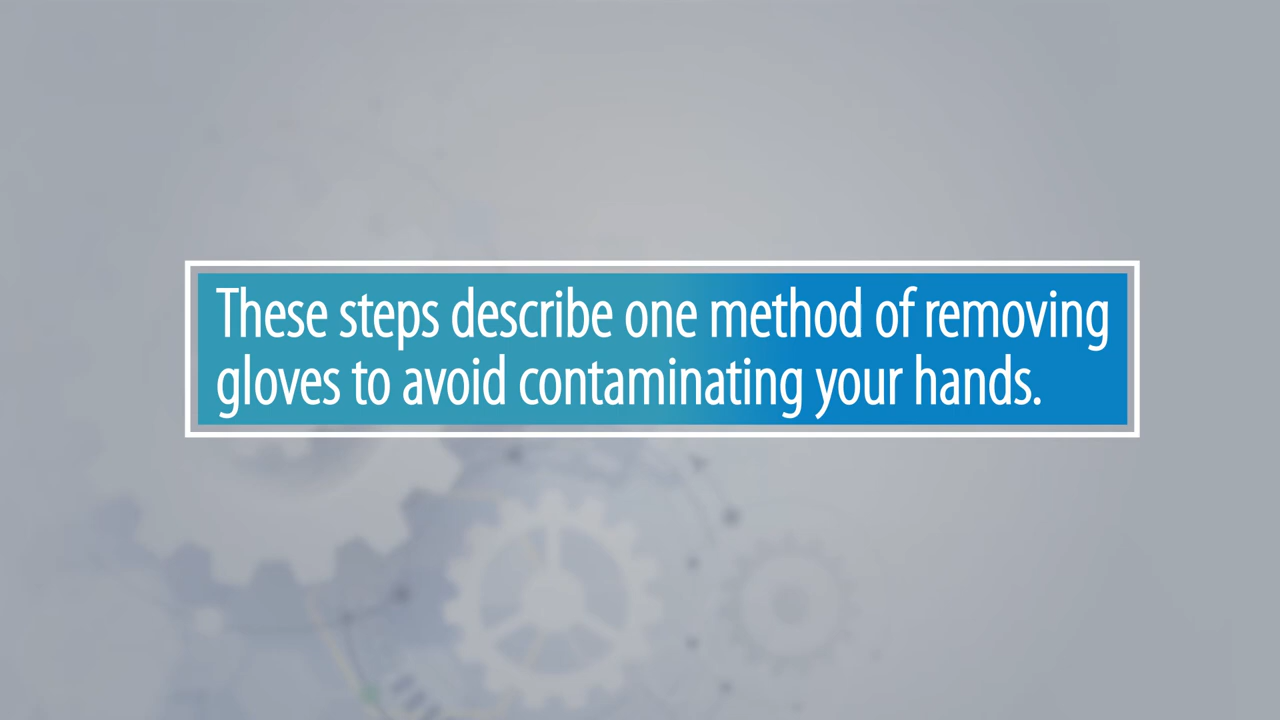 These steps describe one method of removing
gloves to avoid contaminating your hands.